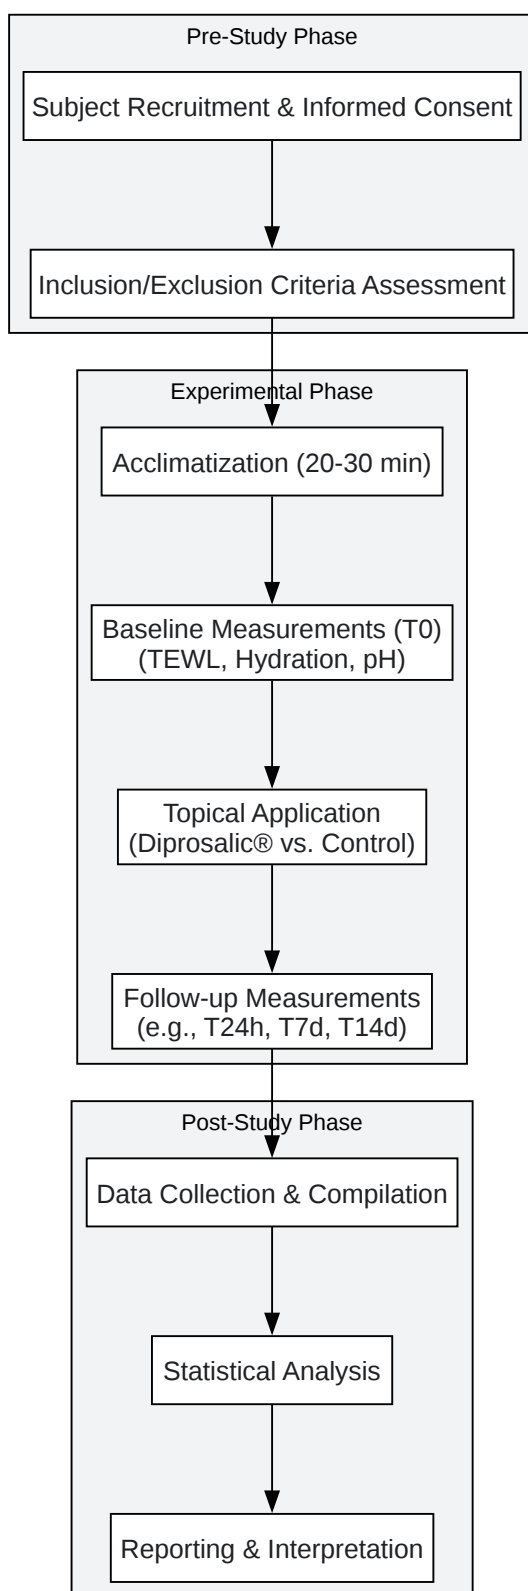 Pre-Study Phase
Subject Recruitment & Informed Consent
Inclusion/Exclusion Criteria Assessment
Experimental Phase
Acclimatization (20-30 min)
Baseline Measurements (T0)
(TEWL, Hydration, pH)
Topical Application
(Diprosalic® vs. Control)
Follow-up Measurements
(e.g., T24h, T7d, T14d)
Post-Study Phase
Data Collection & Compilation
Statistical Analysis
Reporting & Interpretation